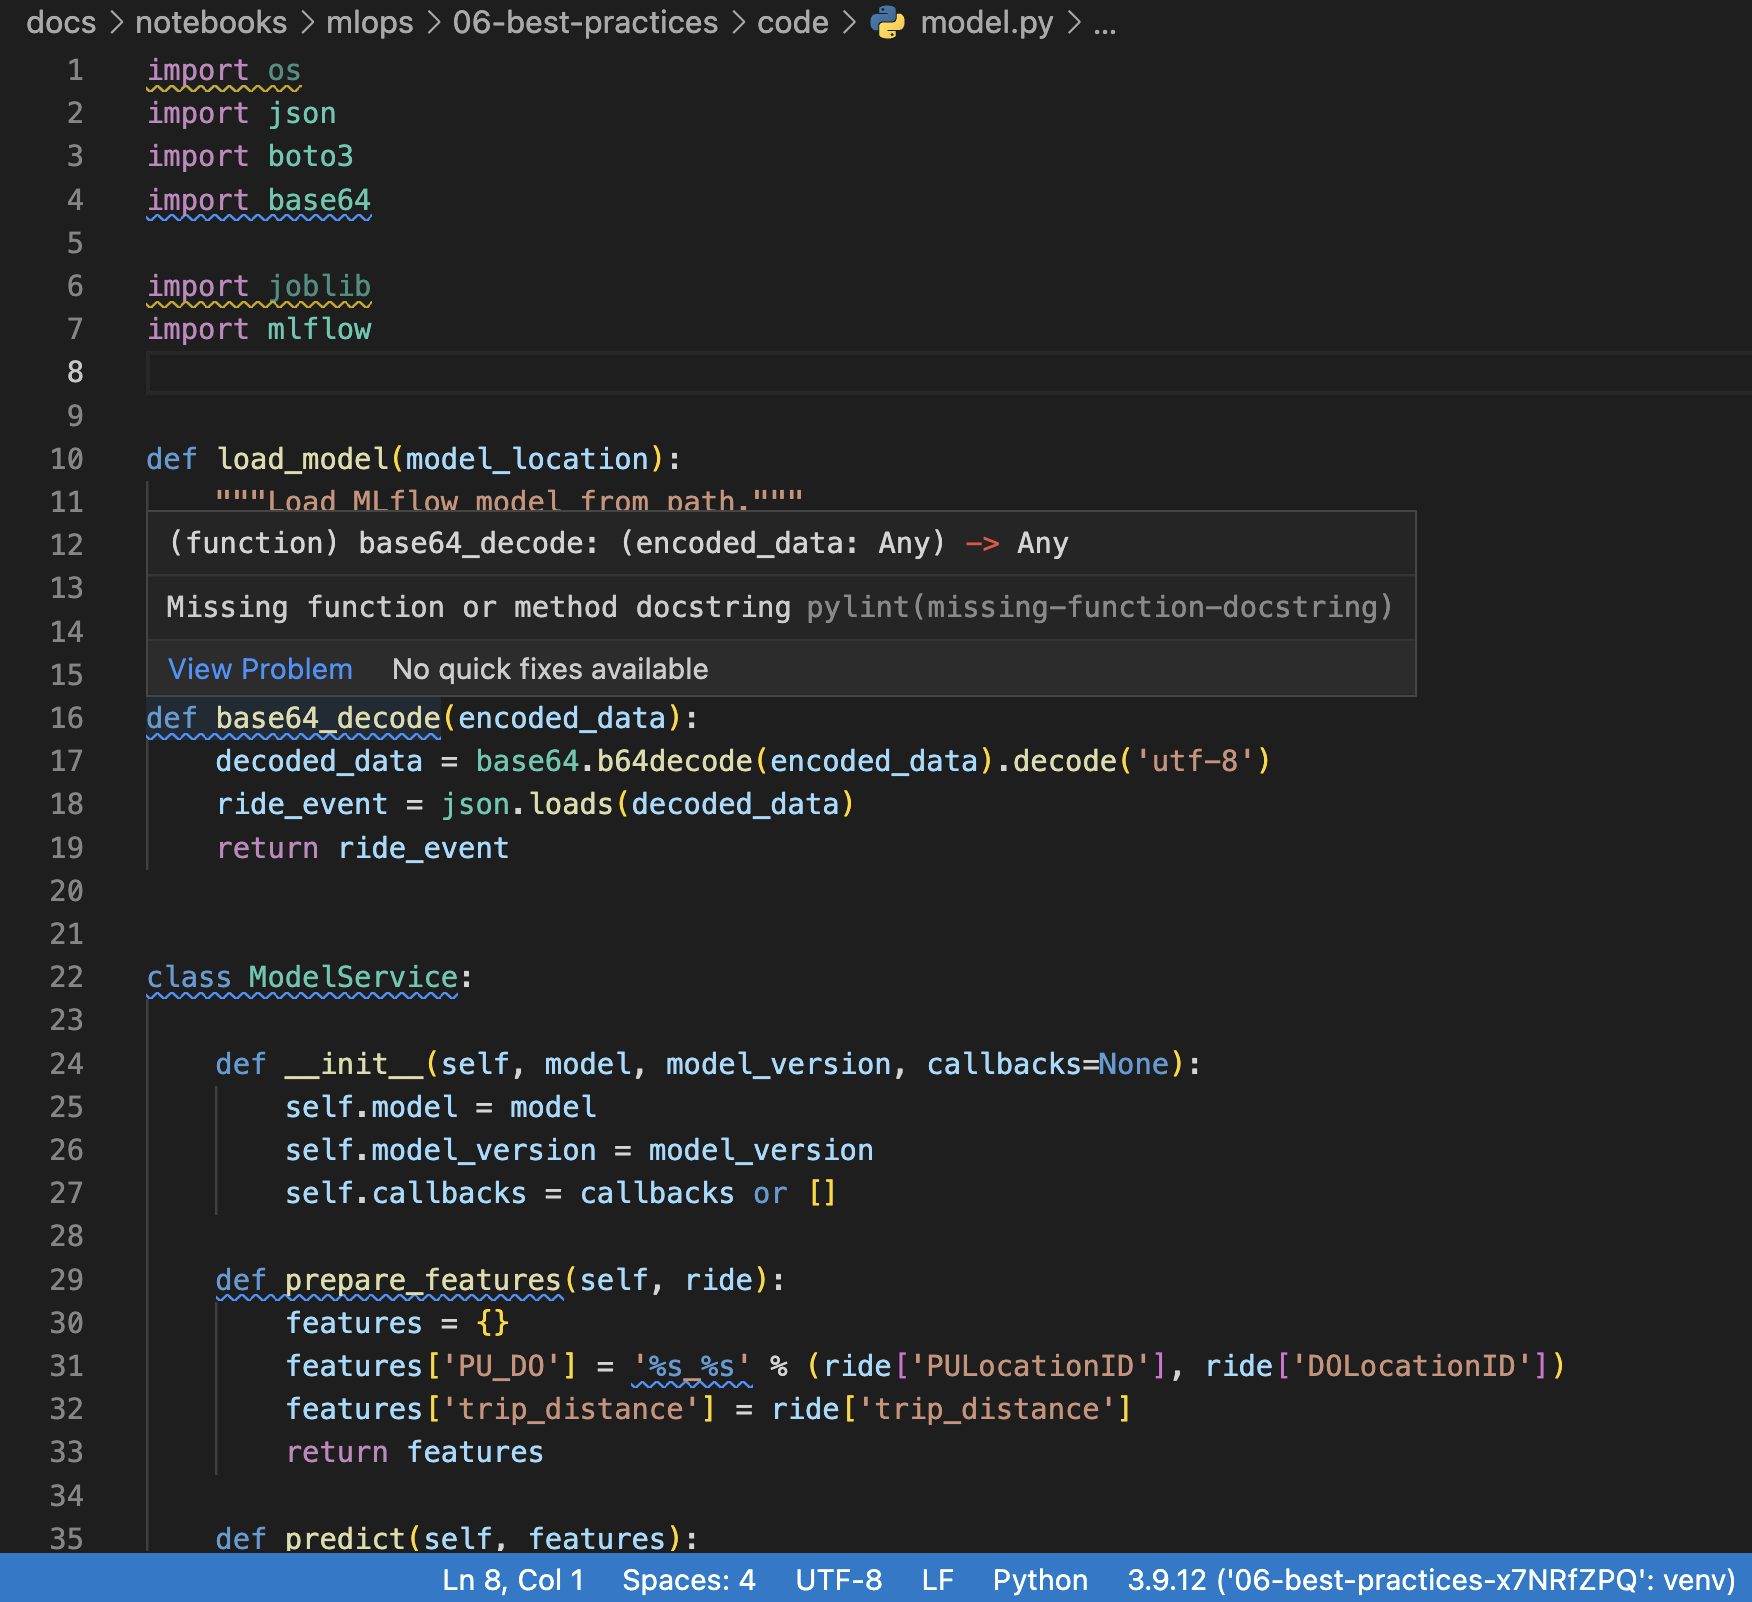 docs > notebooks > mlops > 06-best-practices > code > model.py > ...
1 import os
2 import json
3 import boto3
4 import base64
5
6 import joblib
7 import mlflow
8
9
10 def load_model(model_location):
11 """Load MLflow model from path."""
12 (function) base64_decode: (encoded_data: Any) -> Any
13 Missing function or method docstring pylint(missing-function-docstring)
14
15 View Problem No quick fixes available
16 def base64_decode(encoded_data):
17 decoded_data = base64.b64decode(encoded_data).decode('utf-8')
18 ride_event = json.loads(decoded_data)
19 return ride_event
20
21
22 class ModelService:
23
24 def __init__(self, model, model_version, callbacks=None):
25 self.model = model
26 self.model_version = model_version
27 self.callbacks = callbacks or []
28
29 def prepare_features(self, ride):
30 features = {}
31 features['PU_DO'] = '%s_%s' % (ride['PULocationID'], ride['DOLocationID'])
32 features['trip_distance'] = ride['trip_distance']
33 return features
34
35 def predict(self, features):
Ln 8, Col 1 Spaces: 4 UTF-8 LF Python 3.9.12 ('06-best-practices-x7NRfZPQ': venv)